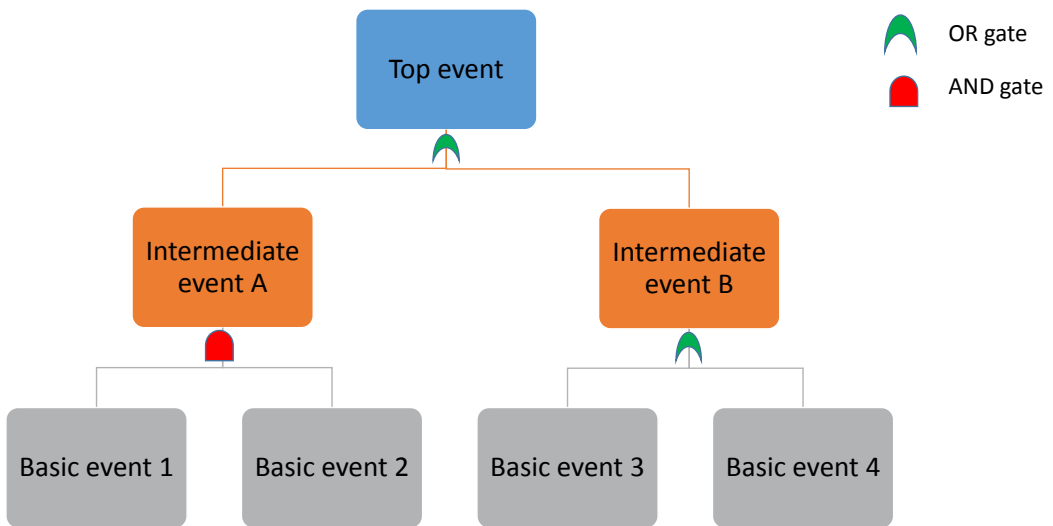 Top event
OR gate
AND gate
Intermediate
event A
Intermediate
event B
Basic event 1
Basic event 2
Basic event 3
Basic event 4